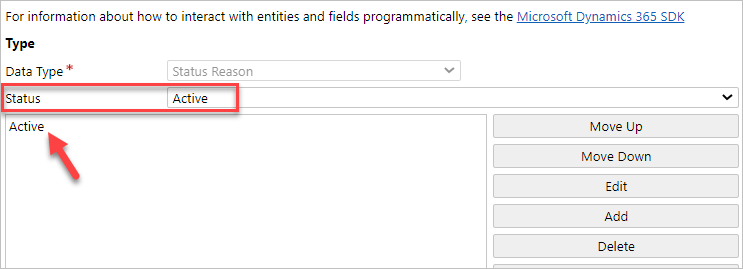 For information about how to interact with entities and fields programmatically, see the Microsoft Dynamics 365 SDK
Type
Data Type* Status Reason
Status Active
Active
Move Up
Move Down
Edit
Add
Delete